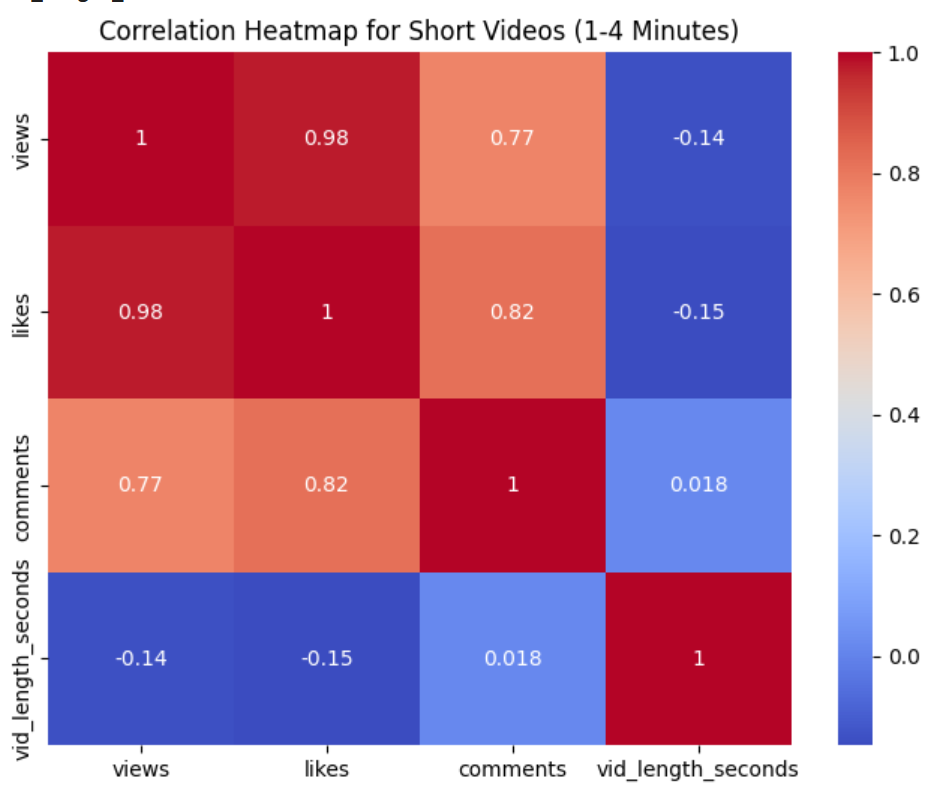 Correlation Heatmap for Short Videos (1-4 Minutes)
views 1 0.98 0.77 -0.14
likes 0.98 1 0.82 -0.15
comments 0.77 0.82 1 0.018
vid_length_seconds -0.14 -0.15 0.018 1
views likes comments vid_length_seconds
1.0
0.8
0.6
0.4
0.2
0.0